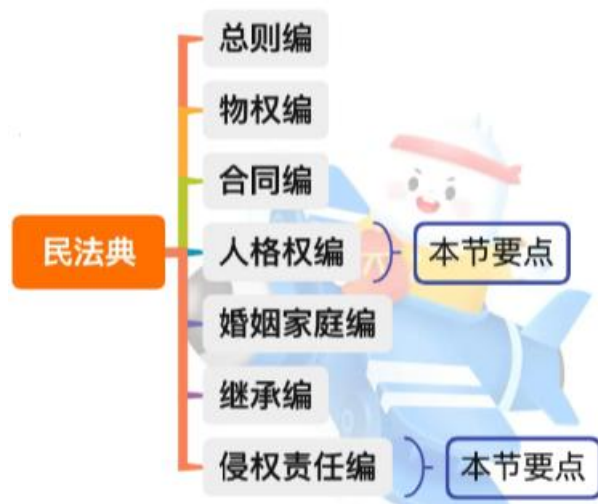 总则编
物权编
合同编
民法典
人格权编
本节要点
婚姻家庭编
继承编
侵权责任编
本节要点